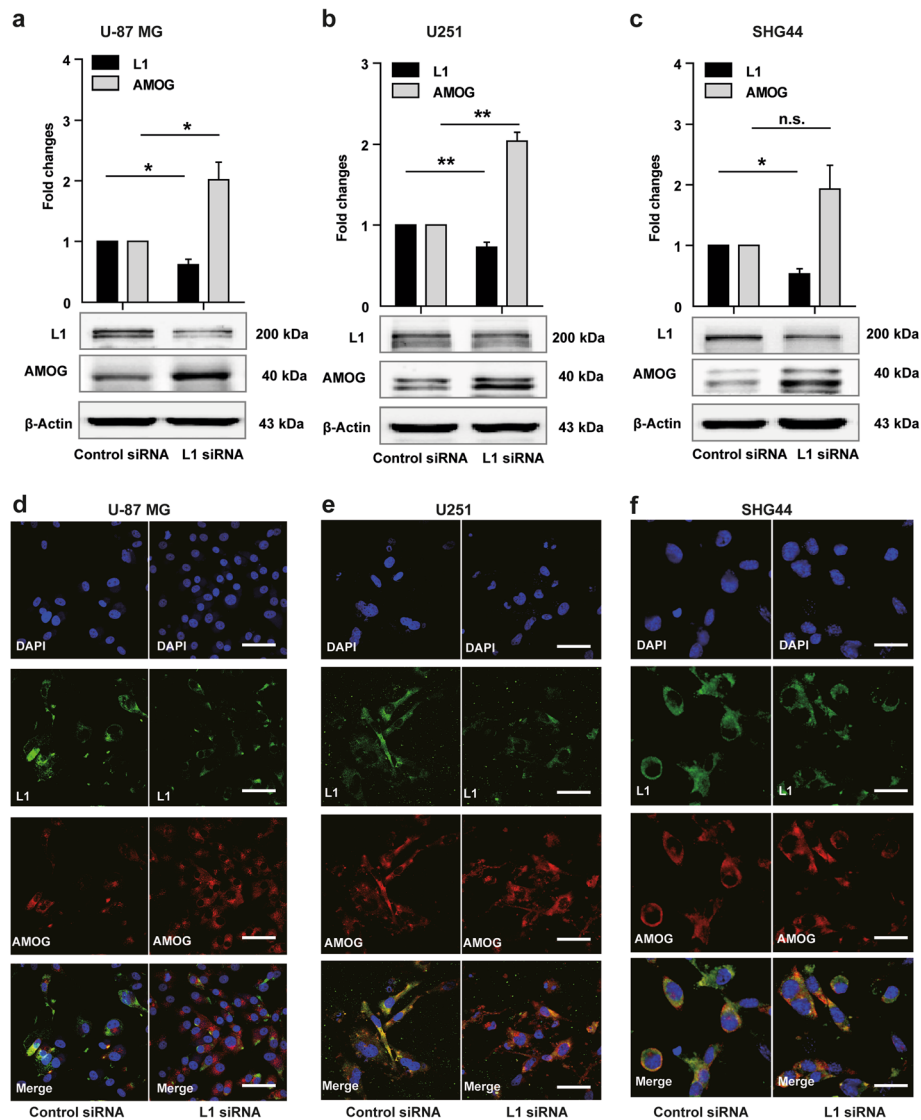 a
U-87 MG
L1
AMOG
Fold changes
4
3
2
1
0
*
*
L1
200 kDa
AMOG
40 kDa
β-Actin
43 kDa
Control siRNA
L1 siRNA
b
U251
L1
AMOG
Fold changes
3
2
1
0
**
**
L1
200 kDa
AMOG
40 kDa
β-Actin
43 kDa
Control siRNA
L1 siRNA
c
SHG44
L1
AMOG
Fold changes
4
3
2
1
0
n.s.
*
L1
200 kDa
AMOG
40 kDa
β-Actin
43 kDa
Control siRNA
L1 siRNA
d
U-87 MG
DAPI
DAPI
L1
L1
AMOG
AMOG
Merge
Merge
Control siRNA
L1 siRNA
e
U251
DAPI
DAPI
L1
L1
AMOG
AMOG
Merge
Merge
Control siRNA
L1 siRNA
f
SHG44
DAPI
DAPI
L1
L1
AMOG
AMOG
Merge
Merge
Control siRNA
L1 siRNA